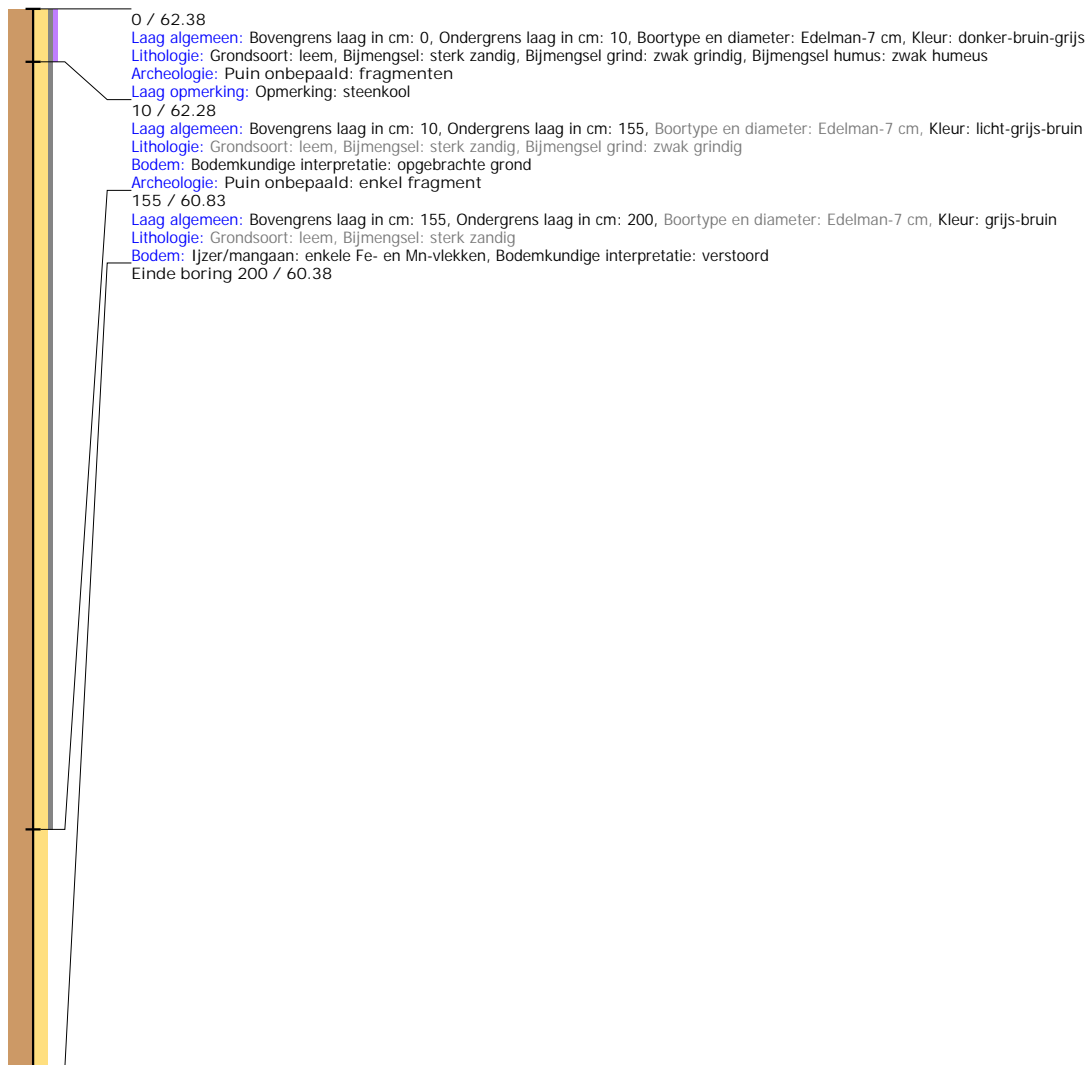 0 / 62.38
Laag algemeen: Bovengrens laag in cm: 0, Ondergrens laag in cm: 10, Boortype en diameter: Edelman-7 cm, Kleur: donker-bruin-grijs
Lithologie: Grondsoort: leem, Bijmengsel: sterk zandig, Bijmengsel grind: zwak grindig, Bijmengsel humus: zwak humeus
Archeologie: Puin onbepaald: fragmenten
Laag opmerking: Opmerking: steenkool
10 / 62.28
Laag algemeen: Bovengrens laag in cm: 10, Ondergrens laag in cm: 155, Boortype en diameter: Edelman-7 cm, Kleur: licht-grijs-bruin
Lithologie: Grondsoort: leem, Bijmengsel: sterk zandig, Bijmengsel grind: zwak grindig
Bodem: Bodemkundige interpretatie: opgebrachte grond
Archeologie: Puin onbepaald: enkel fragment
155 / 60.83
Laag algemeen: Bovengrens laag in cm: 155, Ondergrens laag in cm: 200, Boortype en diameter: Edelman-7 cm, Kleur: grijs-bruin
Lithologie: Grondsoort: leem, Bijmengsel: sterk zandig
Bodem: Ijzer/mangaan: enkele Fe- en Mn-vlekken, Bodemkundige interpretatie: verstoord
Einde boring 200 / 60.38